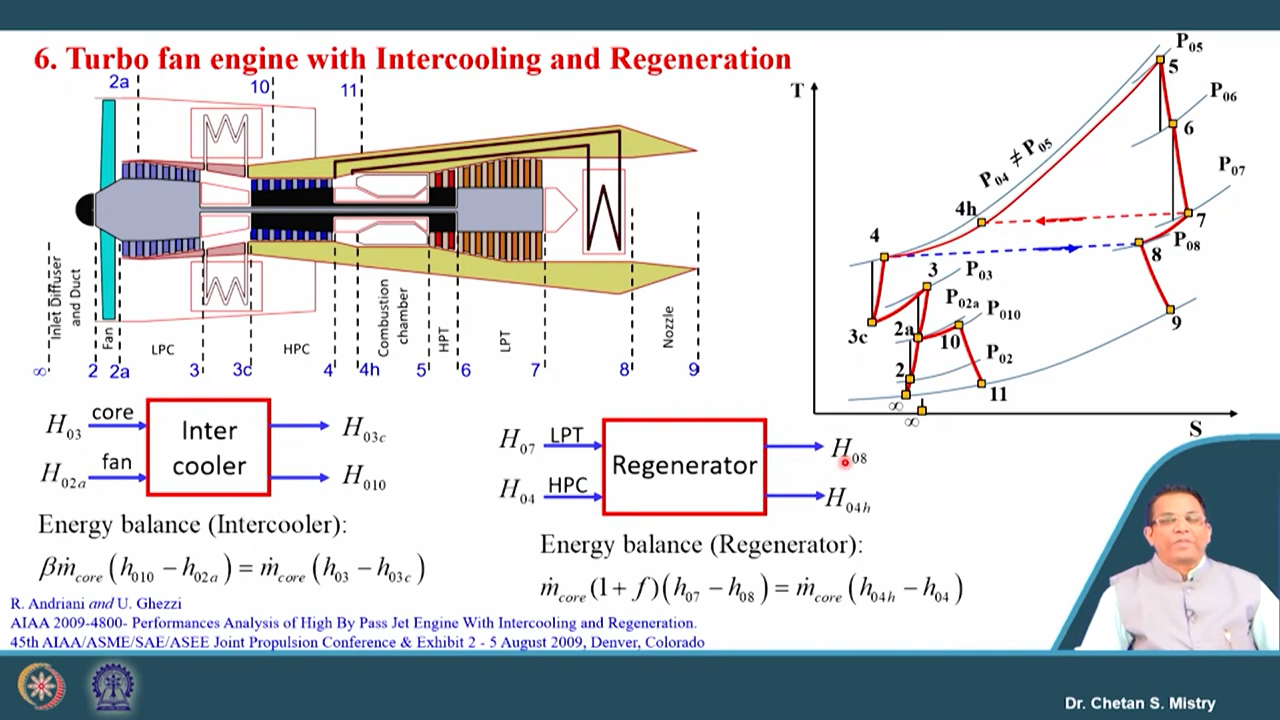 6. Turbo fan engine with Intercooling and Regeneration
2a
10
11
Inlet Diffuser
and Duct
Fan
LPC
HPC
Combustion
chamber
HPT
LPT
Nozzle
∞ 2 2a 3 3c 4 4h 5 6 7 8 9
T
P05
5
P06
6
P04 ≠ P05
P07
4h
7
4
P08
8
3
P03
P02a
P010
3c
2a
10
P02
2
9
11
∞
∞
S
H03 core
H02a fan
Inter
cooler
H03c
H010
H07 LPT
H04 HPC
Regenerator
H08
H04h
Energy balance (Intercooler):
βṁcore (h010 − h02a) = ṁcore (h03 − h03c)
Energy balance (Regenerator):
ṁcore (1 + f)(h07 − h08) = ṁcore (h04h − h04)
R. Andriani and U. Ghezzi
AIAA 2009-4800- Performances Analysis of High By Pass Jet Engine With Intercooling and Regeneration.
45th AIAA/ASME/SAE/ASEE Joint Propulsion Conference & Exhibit 2 - 5 August 2009, Denver, Colorado
Dr. Chetan S. Mistry